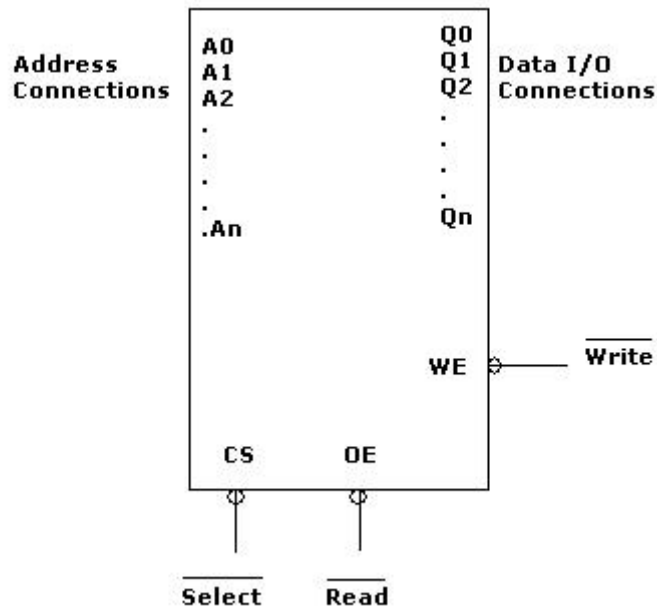 Address
Connections
A0
A1
A2
.
.
.
.
.An
Q0
Q1
Q2
.
.
.
.
Qn
Data I/O
Connections
WE
Write
CS
OE
Select
Read